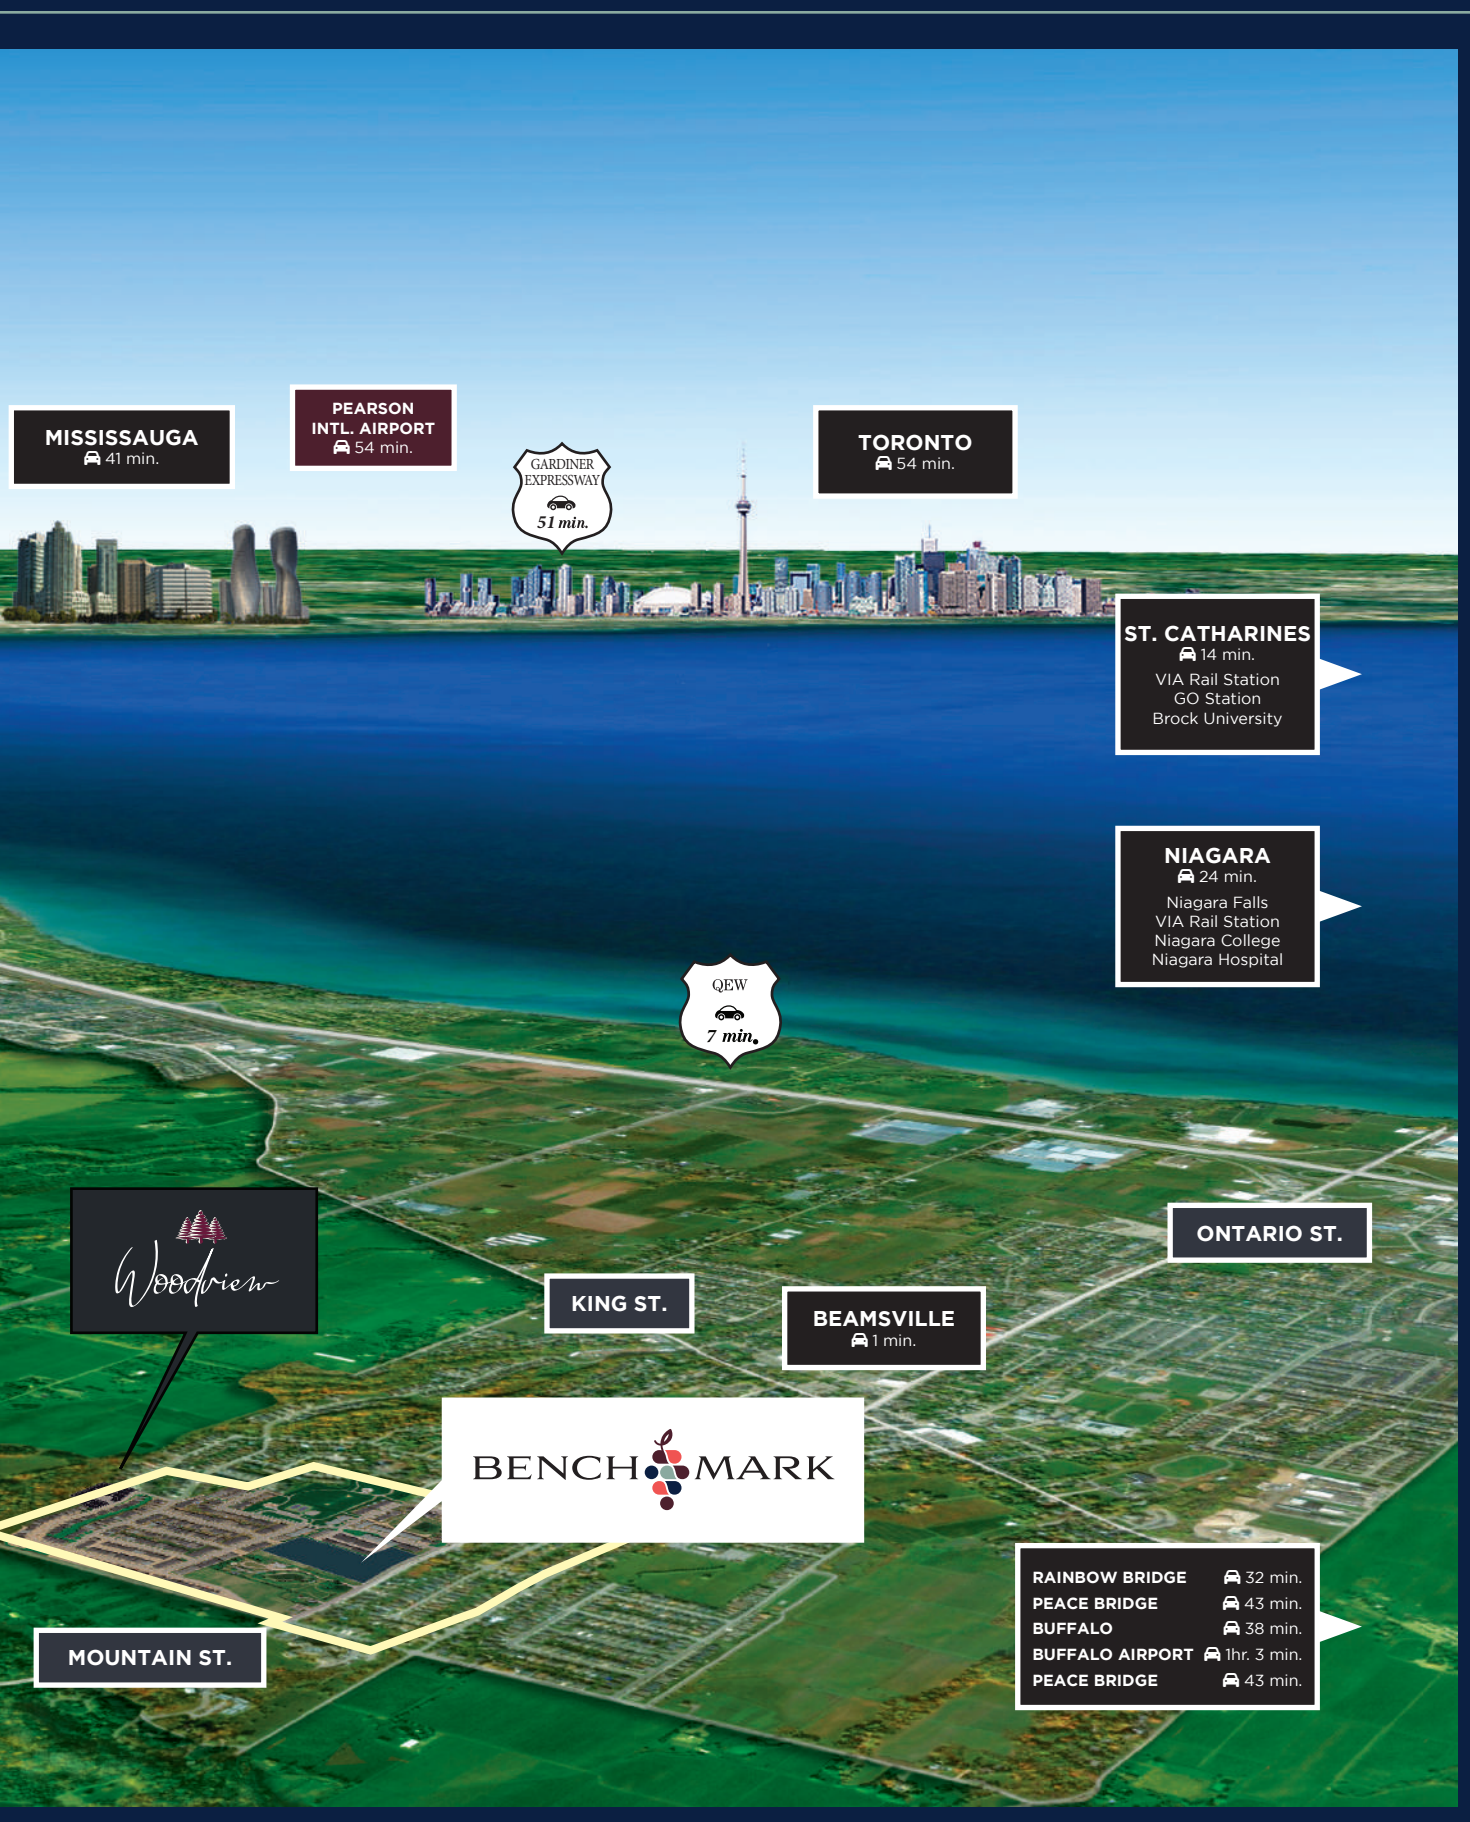 MISSISSAUGA
41 min.
PEARSON
INTL. AIRPORT
54 min.
GARDINER
EXPRESSWAY
51 min.
TORONTO
54 min.
ST. CATHARINES
14 min.
VIA Rail Station
GO Station
Brock University
NIAGARA
24 min.
Niagara Falls
VIA Rail Station
Niagara College
Niagara Hospital
QEW
7 min.
Woodview
ONTARIO ST.
KING ST.
BEAMSVILLE
1 min.
BENCHMARK
RAINBOW BRIDGE 32 min.
PEACE BRIDGE 43 min.
BUFFALO 38 min.
BUFFALO AIRPORT 1hr. 3 min.
PEACE BRIDGE 43 min.
MOUNTAIN ST.